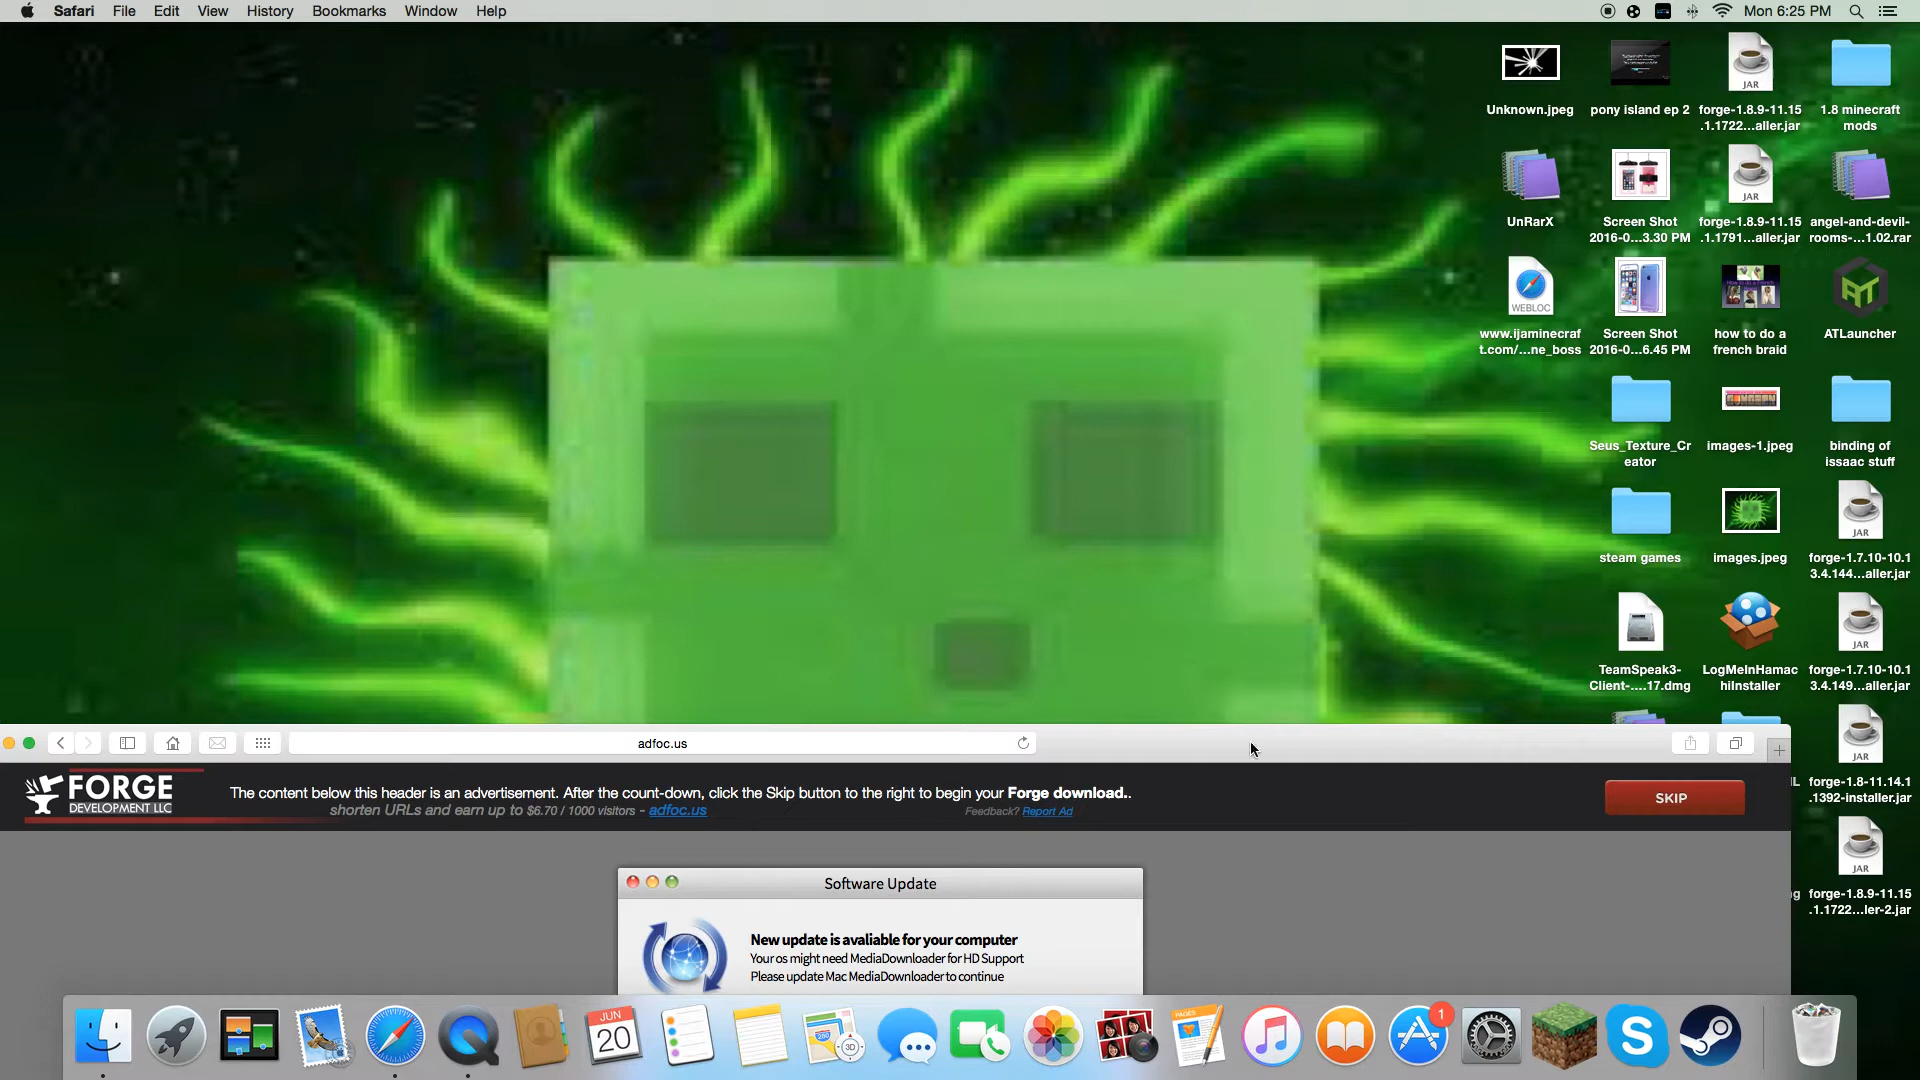 Safari File Edit View History Bookmarks Window Help
Mon 6:25 PM
Unknown.jpeg
pony island ep 2
JAR
forge-1.8.9-11.15
.1.1722...aller.jar
1.8 minecraft
mods
UnRarX
Screen Shot
2016-0...3.30 PM
JAR
forge-1.8.9-11.15
.1.1791...aller.jar
angel-and-devil-
rooms-...1.02.rar
WEBLOC
www.ijaminecraf
t.com/...ne_boss
Screen Shot
2016-0...6.45 PM
how to do a
french braid
ATLauncher
Seus_Texture_Cr
eator
images-1.jpeg
binding of
issaac stuff
steam games
images.jpeg
JAR
forge-1.7.10-10.1
3.4.144...aller.jar
TeamSpeak3-
Client-....17.dmg
LogMeInHamac
hiInstaller
JAR
forge-1.7.10-10.1
3.4.149...aller.jar
JAR
forge-1.8-11.14.1
.1392-installer.jar
JAR
forge-1.8.9-11.15
.1.1722...ler-2.jar
adfoc.us
FORGE
DEVELOPMENT LLC
The content below this header is an advertisement. After the count-down, click the Skip button to the right to begin your Forge download..
shorten URLs and earn up to $6.70 / 1000 visitors - adfoc.us
Feedback? Report Ad
SKIP
Software Update
New update is avaliable for your computer
Your os might need MediaDownloader for HD Support
Please update Mac MediaDownloader to continue
JUN
20
3D
PAGES
1